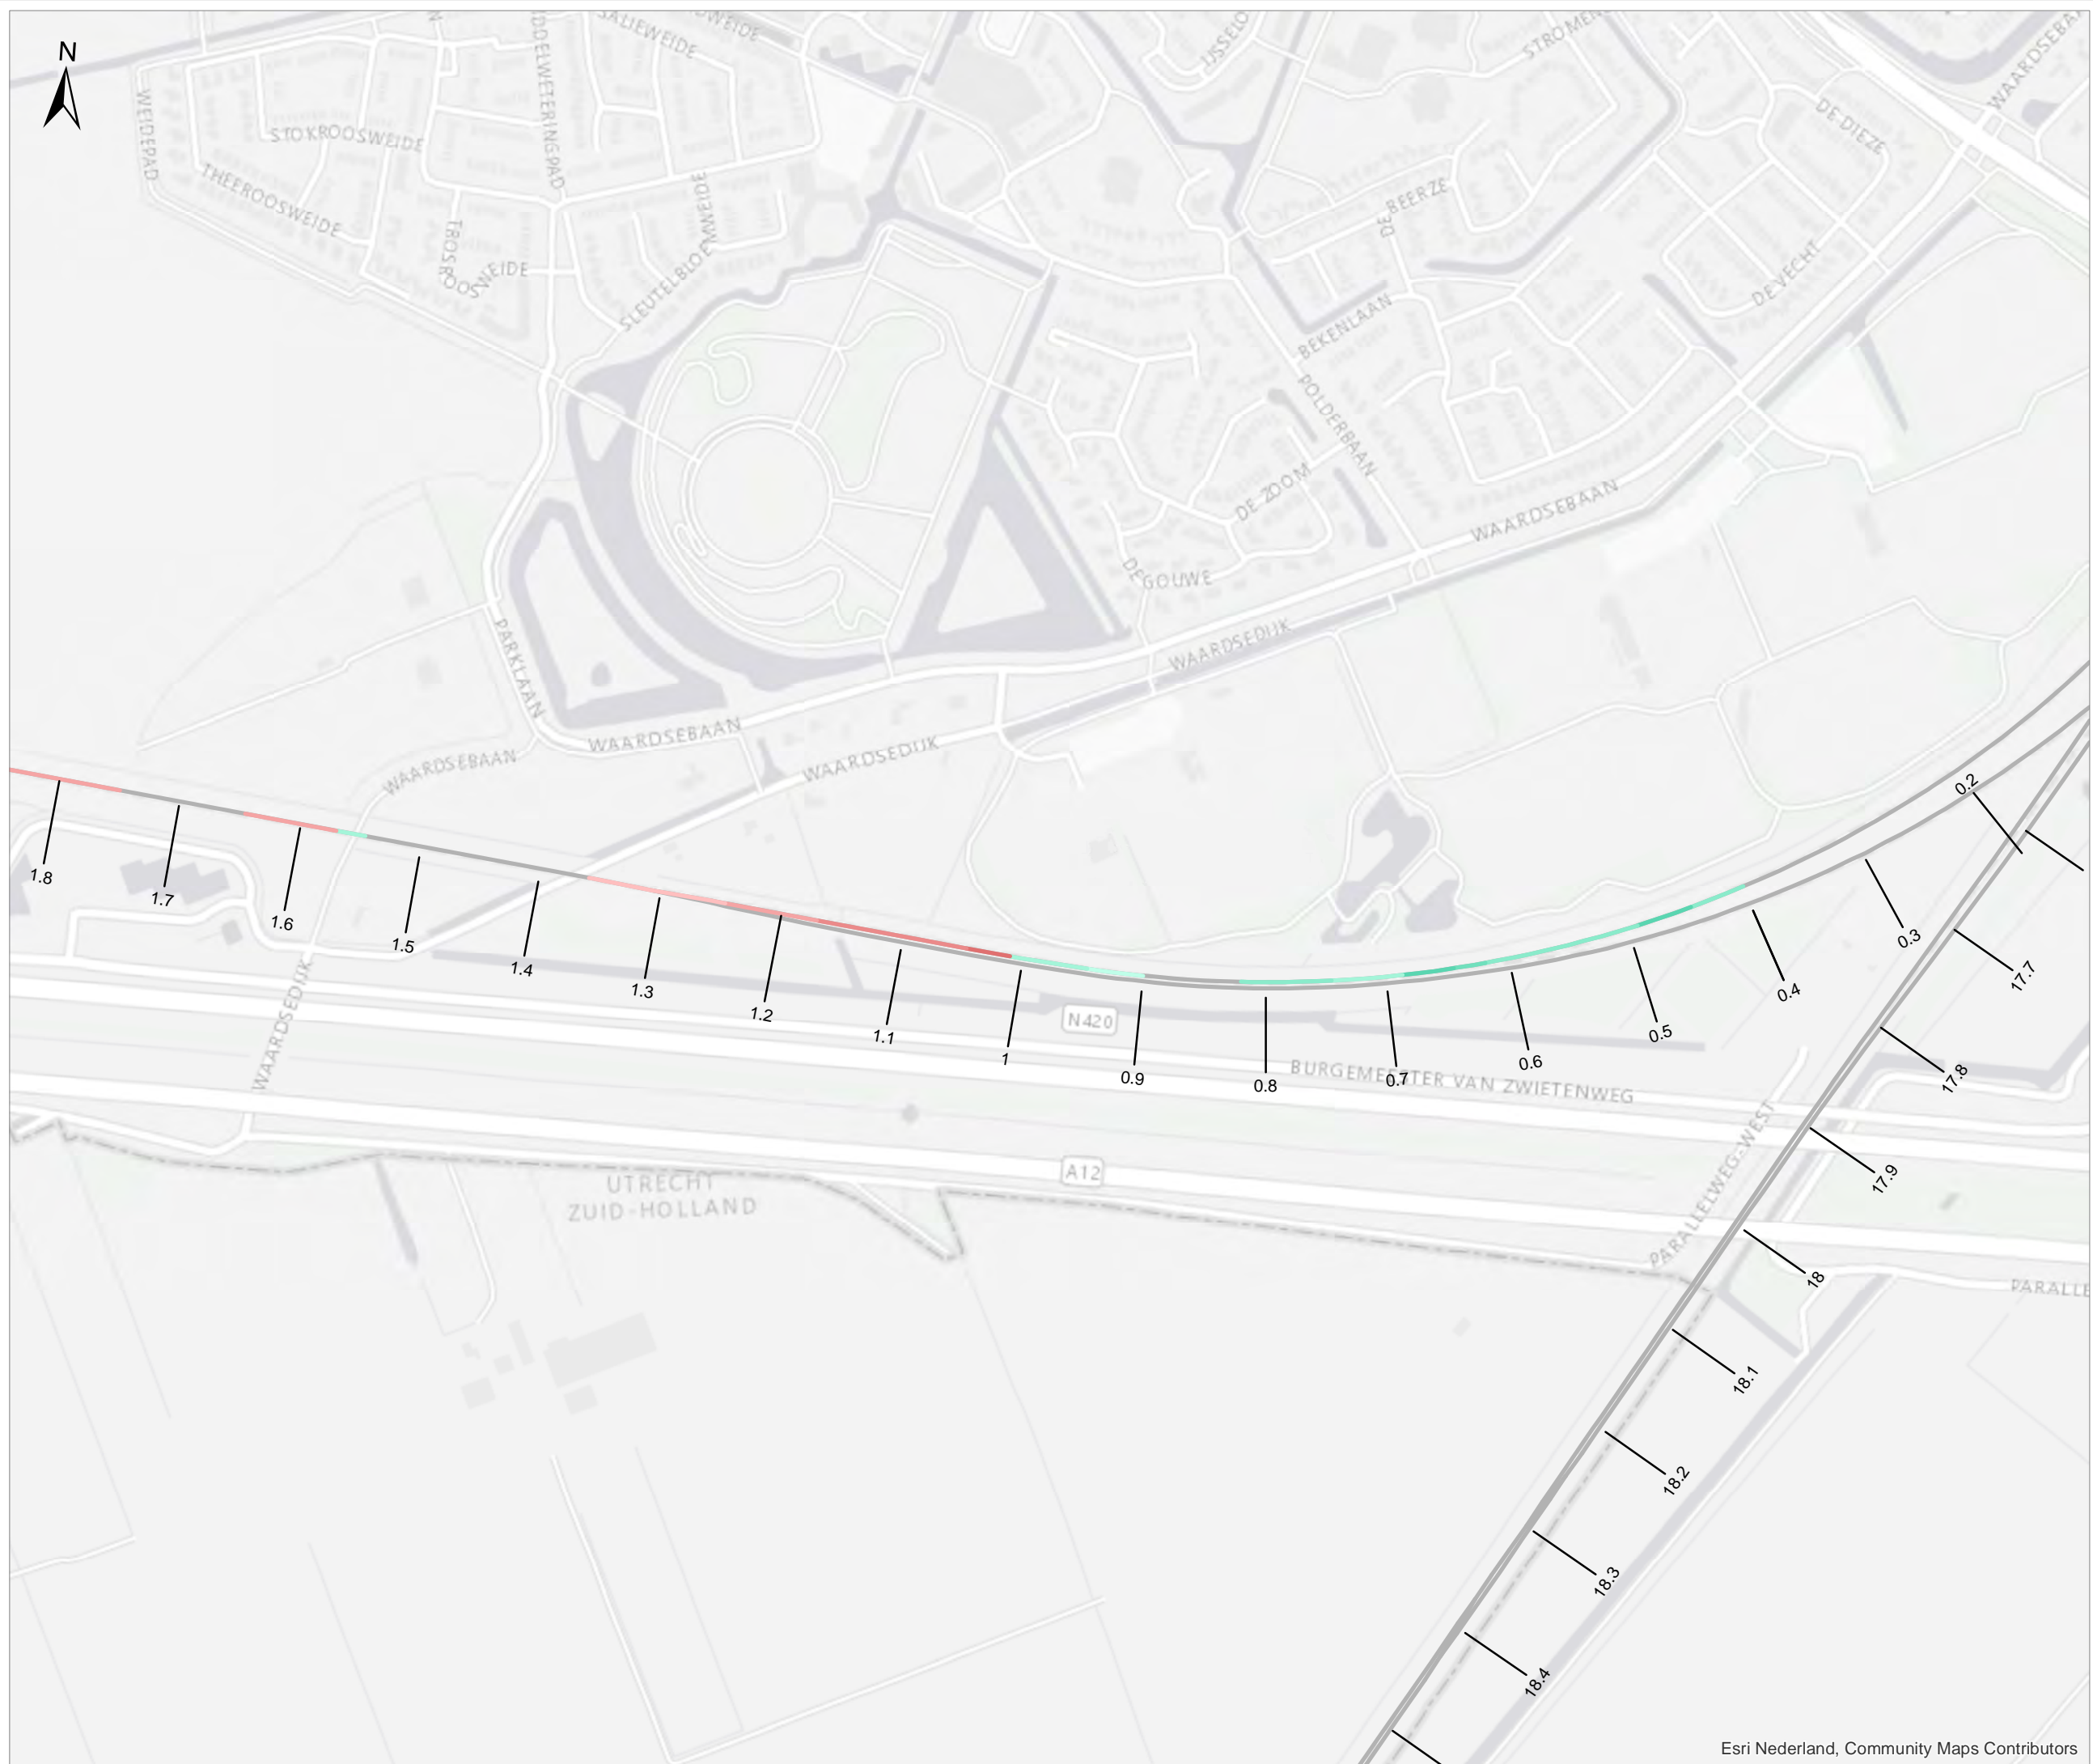 N
SALIEWEIDE
IJSSELO
STROMEN
WAARDSEBAA
WEIDEPAD
DDELWETERINGPAD
STOKROOSWEIDE
THEEROOSWEIDE
TROSROOSWEIDE
SLEUTELBLOEMWEIDE
DE DIEZE
DE BEERZE
DE VECHT
BEKENLAAN
POLDERBAAN
DE ZOOM
WAARDSEBAAN
DE GOUWE
WAARDSEDIJK
PARKLAAN
WAARDSEBAAN
WAARDSEDIJK
WAARDSEBAAN
0.2
1.8
1.7
1.6
1.5
1.4
1.3
1.2
1.1
1
0.9
0.8
0.7
0.6
0.5
0.4
0.3
17.7
17.8
17.9
18
18.1
18.2
18.3
18.4
N420
BURGEMEESTER VAN ZWIETENWEG
WAARDSEDIJK
A12
PARALLELWEG-WEST
UTRECHT
ZUID-HOLLAND
PARALLE
Esri Nederland, Community Maps Contributors